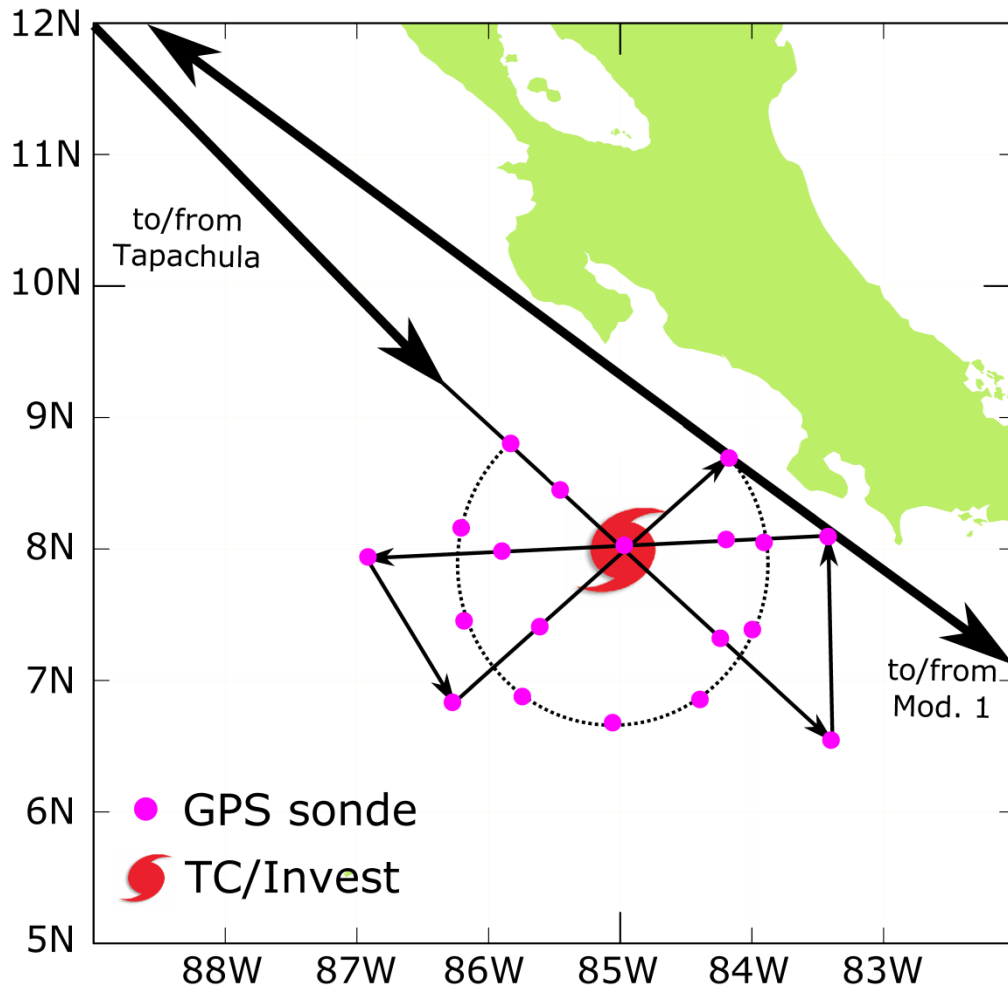 12N
11N
10N
9N
8N
7N
6N
5N
to/from
Tapachula
to/from
Mod. 1
GPS sonde
TC/Invest
88W 87W 86W 85W 84W 83W